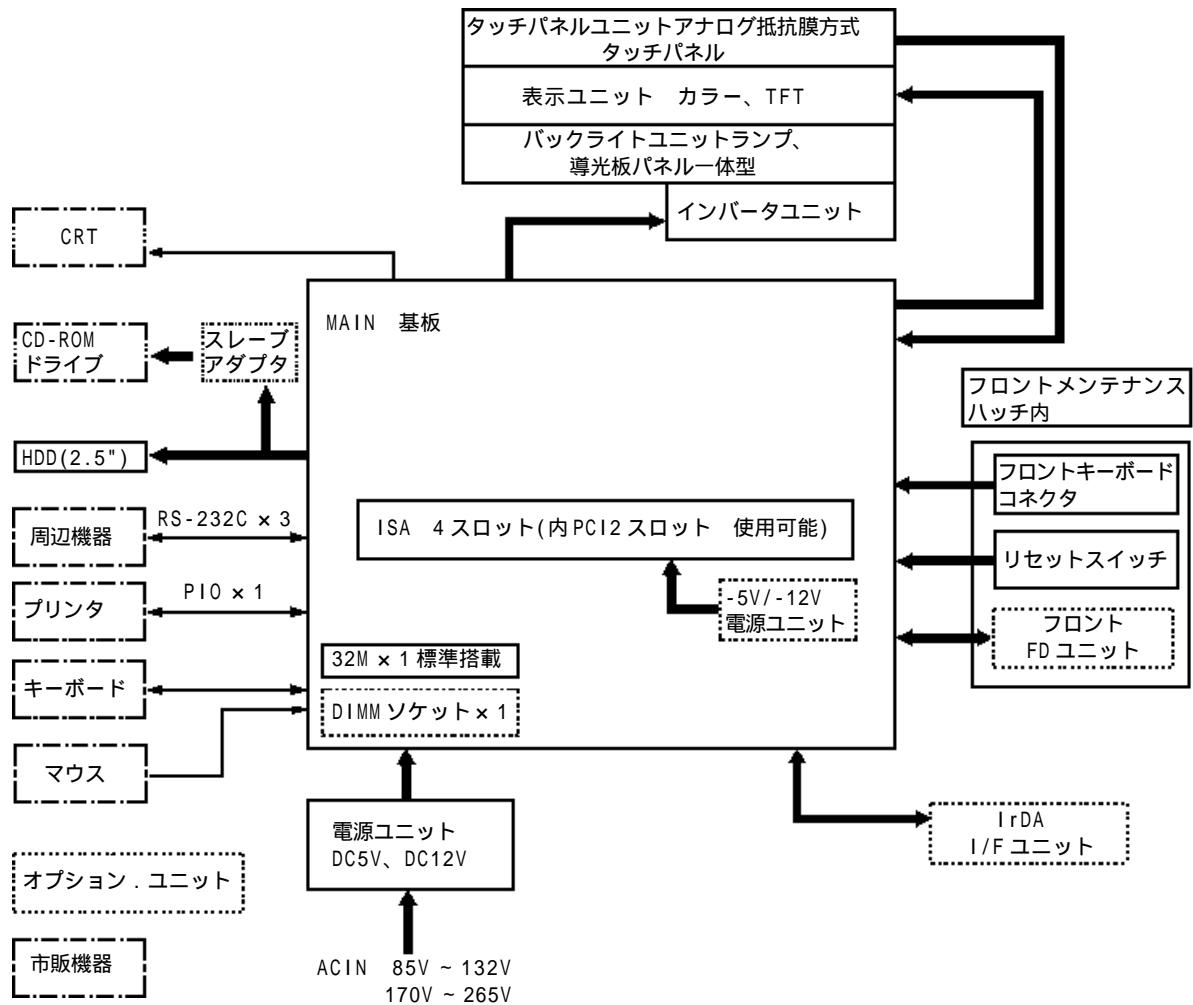 タッチパネルユニットアナログ抵抗膜方式
タッチパネル
表示ユニット　カラー、TFT
バックライトユニットランプ、
導光板パネル一体型
インバータユニット
CRT
MAIN　基板
CD-ROM
ドライブ
スレーブ
アダプタ
フロントメンテナンス
ハッチ内
HDD(2.5")
フロントキーボード
コネクタ
周辺機器
RS-232C × 3
ISA　4スロット(内PCI2スロット　使用可能)
リセットスイッチ
プリンタ
PIO × 1
-5V/-12V
電源ユニット
フロント
FDユニット
32M × 1標準搭載
キーボード
DIMMソケット× 1
マウス
電源ユニット
DC5V、DC12V
IrDA
I/Fユニット
オプション．ユニット
市販機器
ACIN　85V ~ 132V
170V ~ 265V